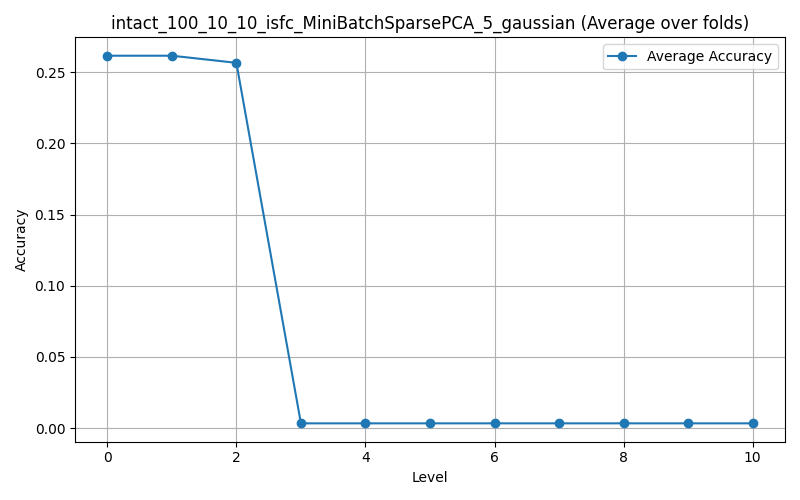 intact_100_10_10_isfc_MiniBatchSparsePCA_5_gaussian (Average over folds)
Average Accuracy
0.25
0.20
0.15
0.10
0.05
0.00
Accuracy
0 2 4 6 8 10
Level